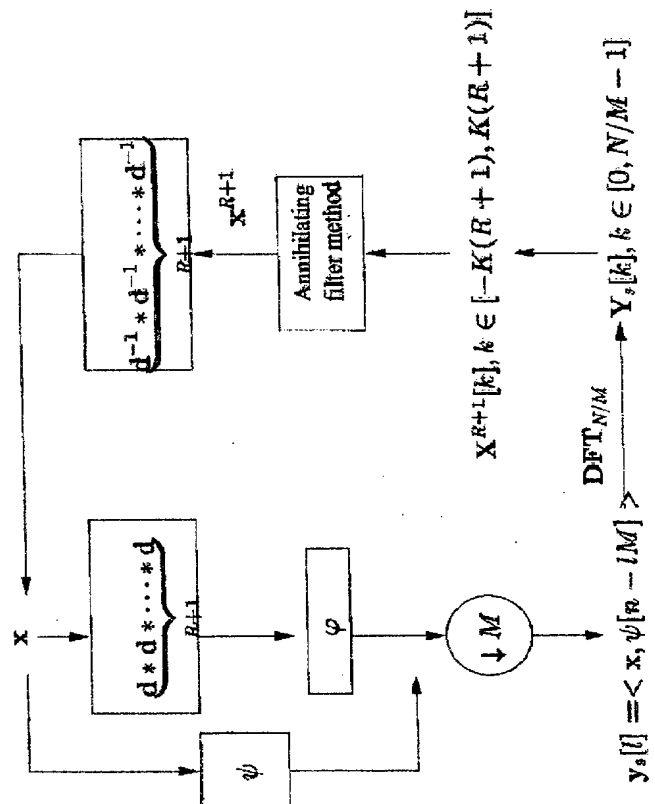 x
d * d * ··· * d
R+1
ψ
φ
↓ M
y_s[l] =< x, ψ[n − lM] >
DFT_{N/M}
Y_s[k], k ∈ [0, N/M − 1]
X^{R+1}[k], k ∈ [−K(R + 1), K(R + 1)]
Annihilating
filter method
x^{R+1}
d^{-1} * d^{-1} * ··· * d^{-1}
R+1